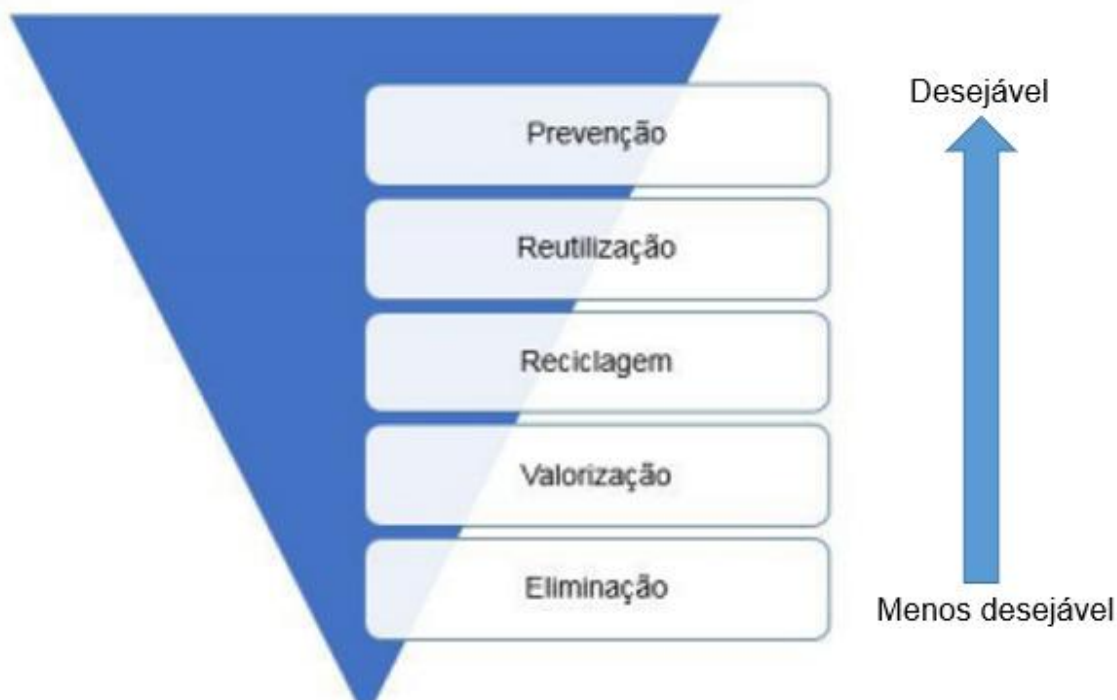 Desejável
Prevenção
Reutilização
Reciclagem
Valorização
Eliminação
Menos desejável